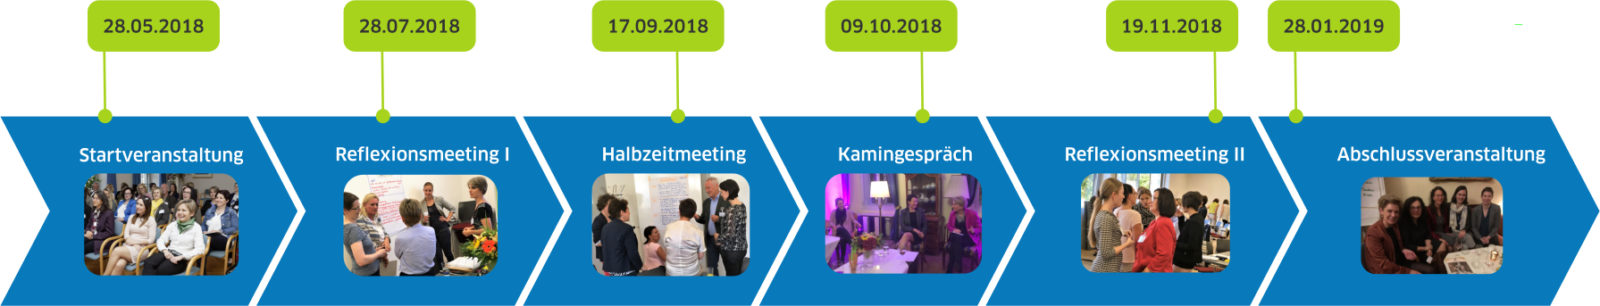 28.05.2018
28.07.2018
17.09.2018
09.10.2018
19.11.2018
28.01.2019
Startveranstaltung
Reflexionsmeeting I
Halbzeitmeeting
Kamingespräch
Reflexionsmeeting II
Abschlussveranstaltung